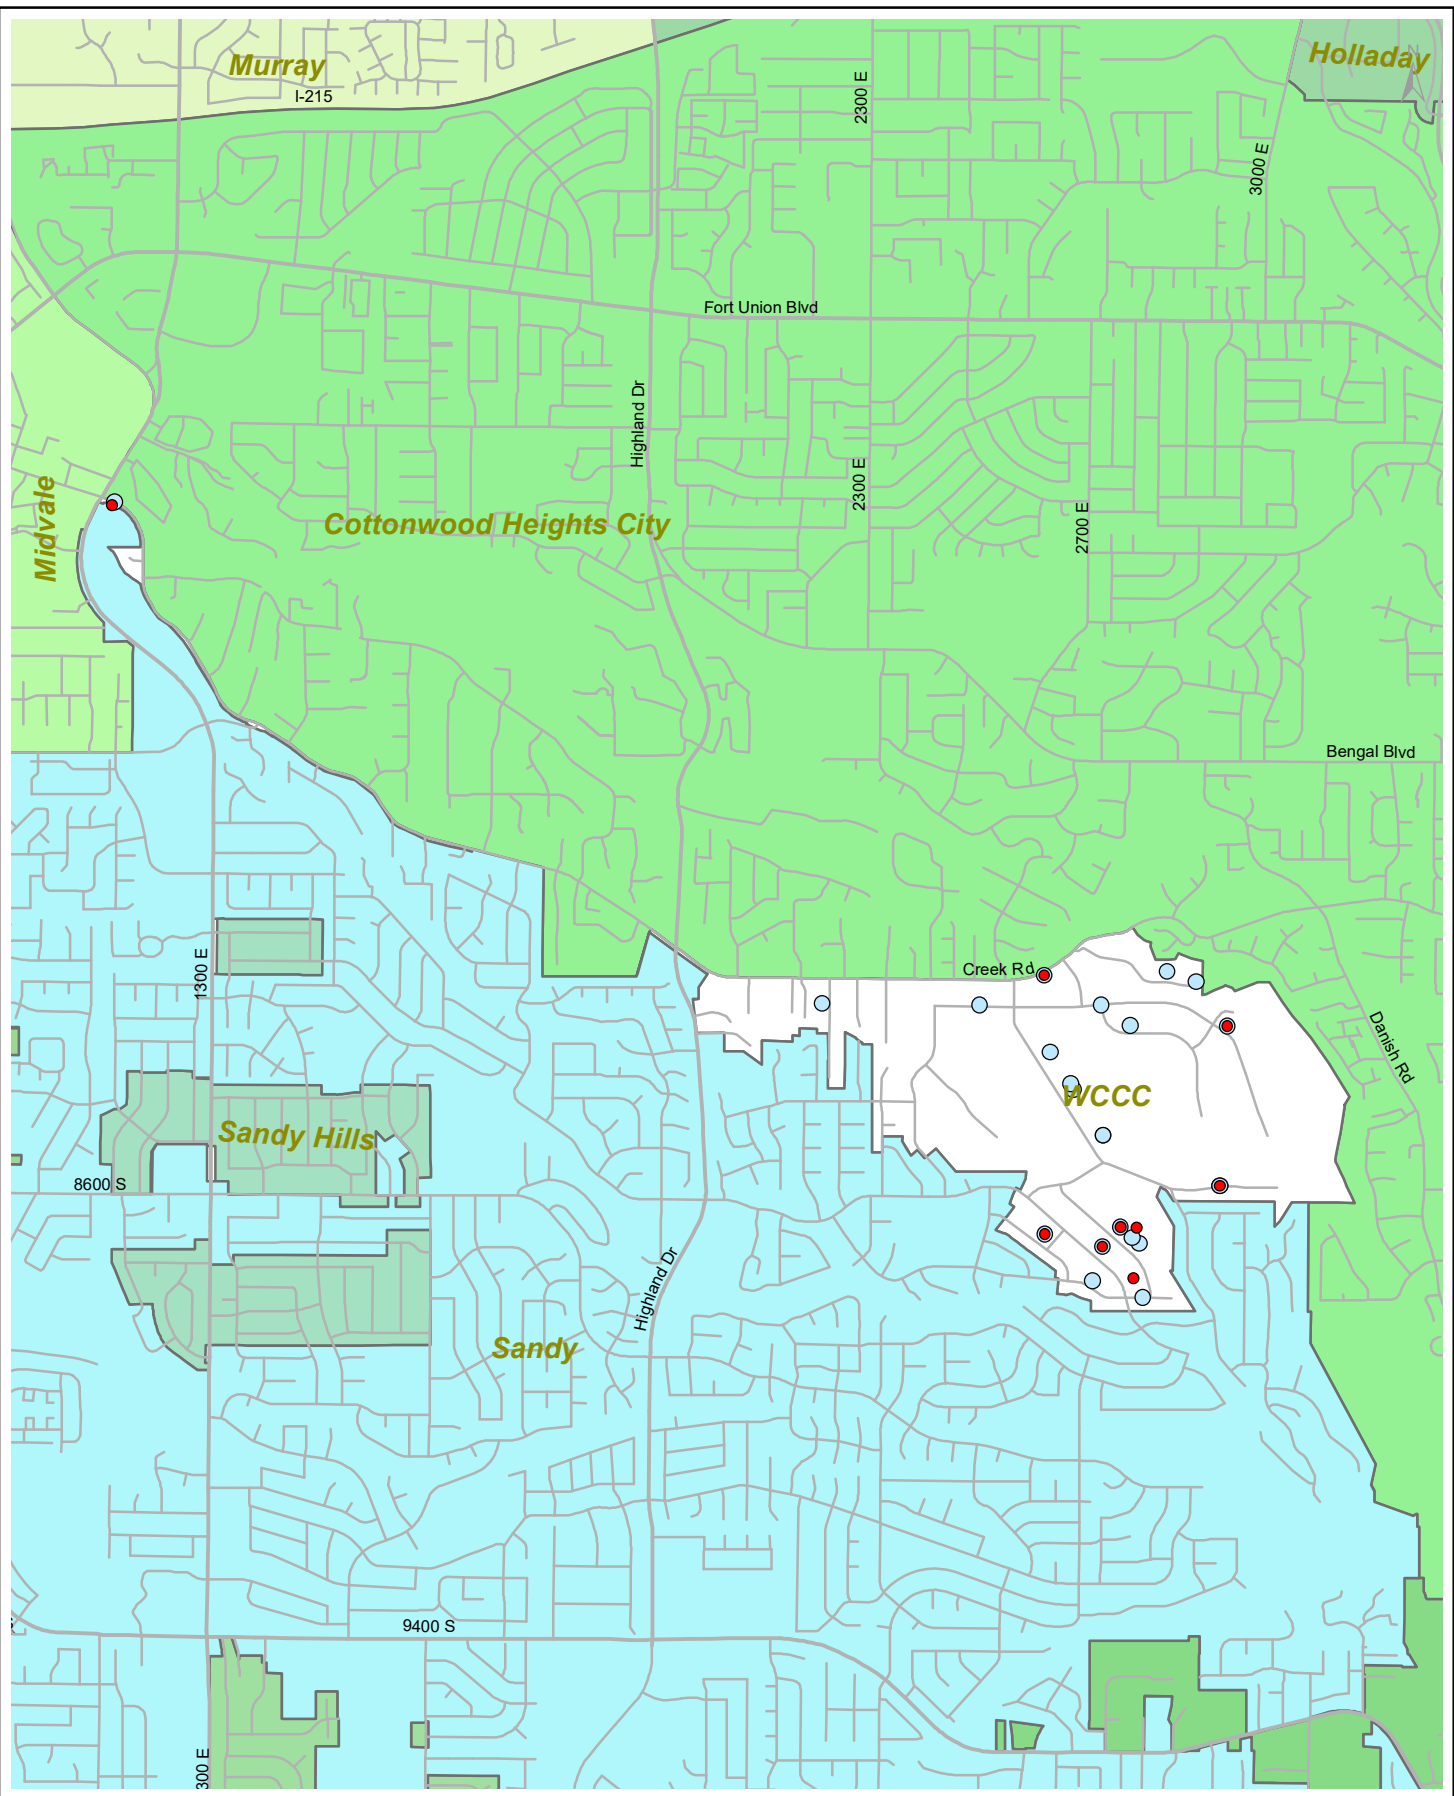 Murray
Holladay
I-215
2300 E
3000 E
Fort Union Blvd
Highland Dr
2300 E
Midvale
Cottonwood Heights City
2700 E
Bengal Blvd
1300 E
Creek Rd
Danish Rd
WCCC
Sandy Hills
8600 S
Highland Dr
Sandy
9400 S
300 E